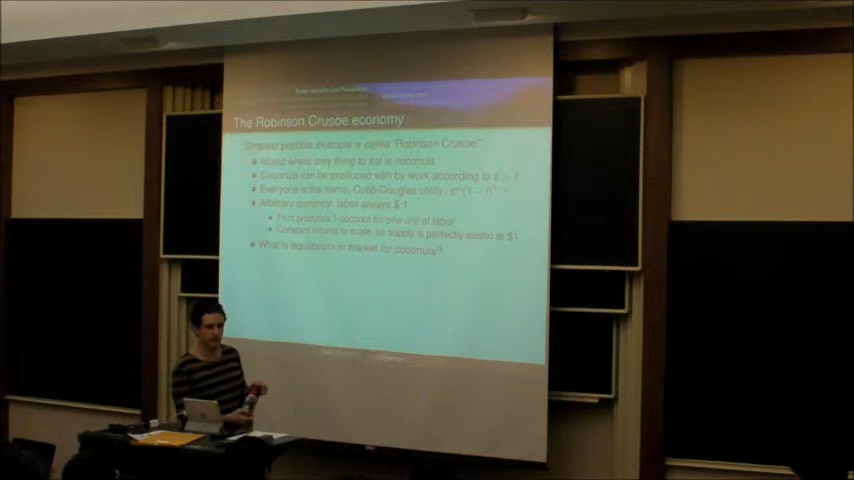 The Robinson Crusoe economy
Simplest possible example is called "Robinson Crusoe"
Island where only thing to eat is coconuts
Coconuts can be produced with by work according to
Everyone is the same, Cobb-Douglas utility:
Arbitrary currency: labor always $1
Firm produces 1 coconut for one unit of labor
Constant returns to scale, so supply is perfectly elastic at $1
What is equilibrium in market for coconuts?